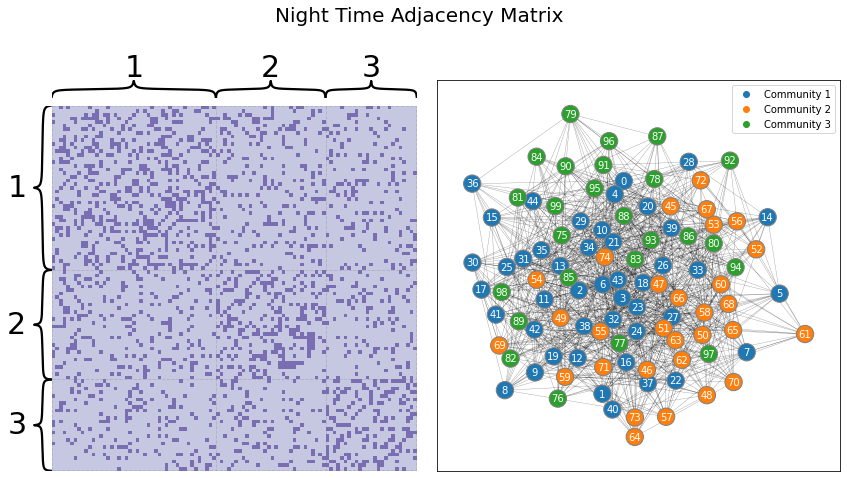 Night Time Adjacency Matrix
1 2 3
1
2
3
Community 1
Community 2
Community 3
79
96 87
84 91 28 92
90
36 95 0 78 72
81 44 99 4 20 45 67
15 29 88 53 56 14
75 10 39 86 80
34 21 93 52
30 25 31 35 13 74 83 26 33 94
17 98 54 85 2 6 43 18 47 60 5
11 3 66 68
41 89 42 49 38 32 23 27 58
69 55 24 51 50 65 61
82 19 12 77 63 97 7
9 59 71 16 46 62
8 76 1 37 22 48 70
40 73 57
64